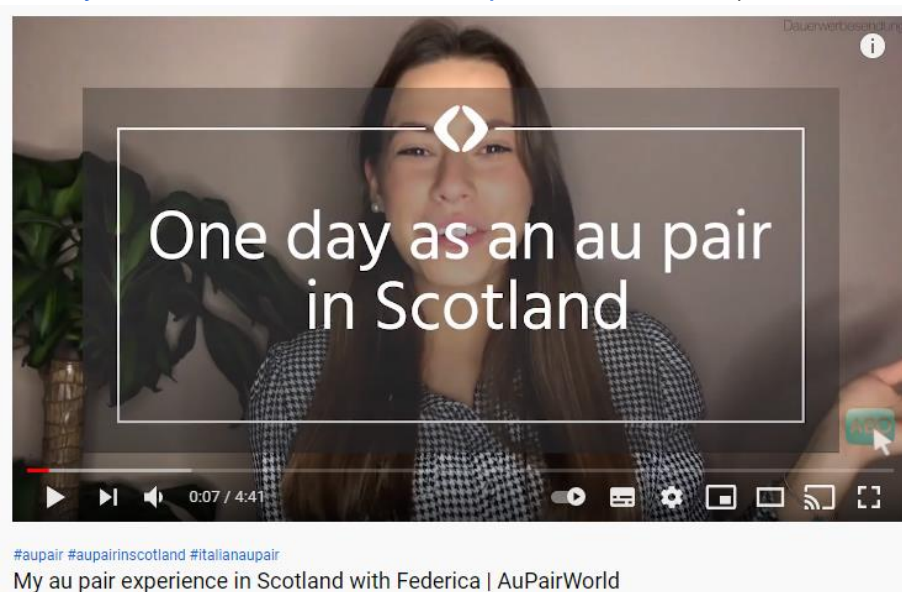 Dauerwerbesendung
One day as an au pair
in Scotland
ABO
0:07 / 4:41
#aupair #aupairinscotland #italianaupair
My au pair experience in Scotland with Federica | AuPairWorld